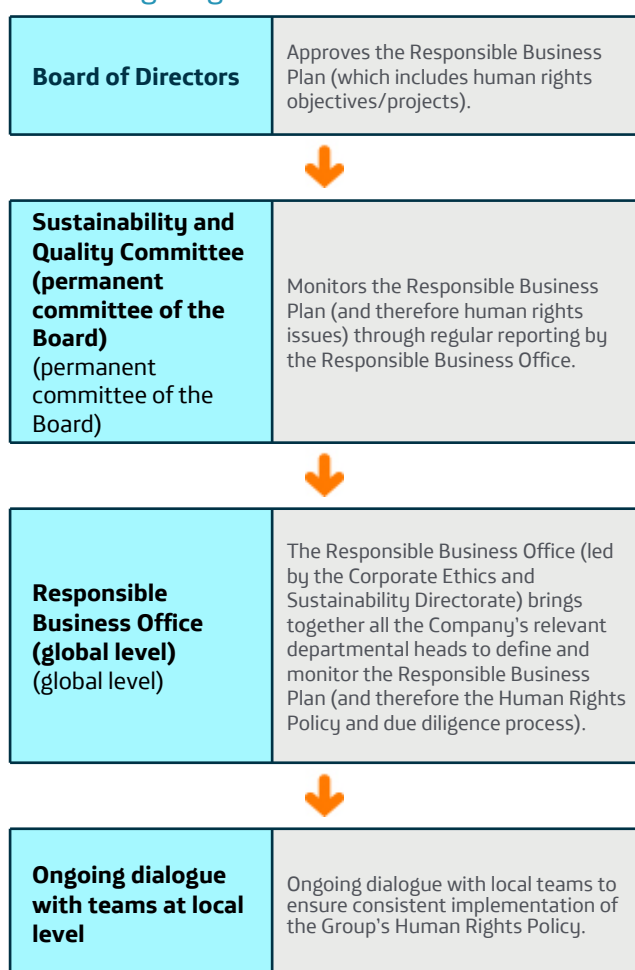 Board of Directors
Approves the Responsible Business
Plan (which includes human rights
objectives/projects).
Sustainability and
Quality Committee
(permanent
committee of the
Board)
(permanent
committee of the
Board)
Monitors the Responsible Business
Plan (and therefore human rights
issues) through regular reporting by
the Responsible Business Office.
Responsible
Business Office
(global level)
(global level)
The Responsible Business Office (led
by the Corporate Ethics and
Sustainability Directorate) brings
together all the Company's relevant
departmental heads to define and
monitor the Responsible Business
Plan (and therefore the Human Rights
Policy and due diligence process).
Ongoing dialogue
with teams at local
level
Ongoing dialogue with local teams to
ensure consistent implementation of
the Group's Human Rights Policy.